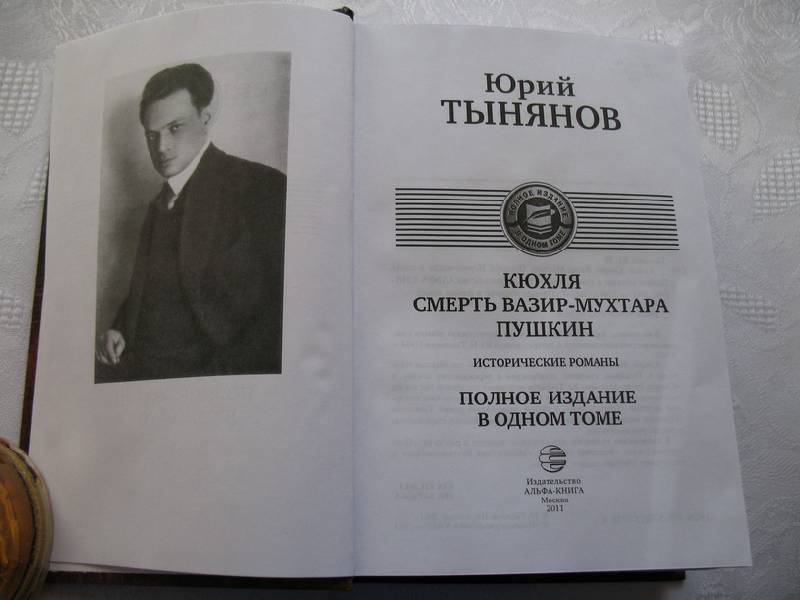 Юрий
ТЫНЯНОВ
ПОЛНОЕ ИЗДАНИЕ
В ОДНОМ ТОМЕ
КЮХЛЯ
СМЕРТЬ ВАЗИР-МУХТАРА
ПУШКИН
ИСТОРИЧЕСКИЕ РОМАНЫ
ПОЛНОЕ ИЗДАНИЕ
В ОДНОМ ТОМЕ
Издательство
АЛЬФА-КНИГА
Москва
2011